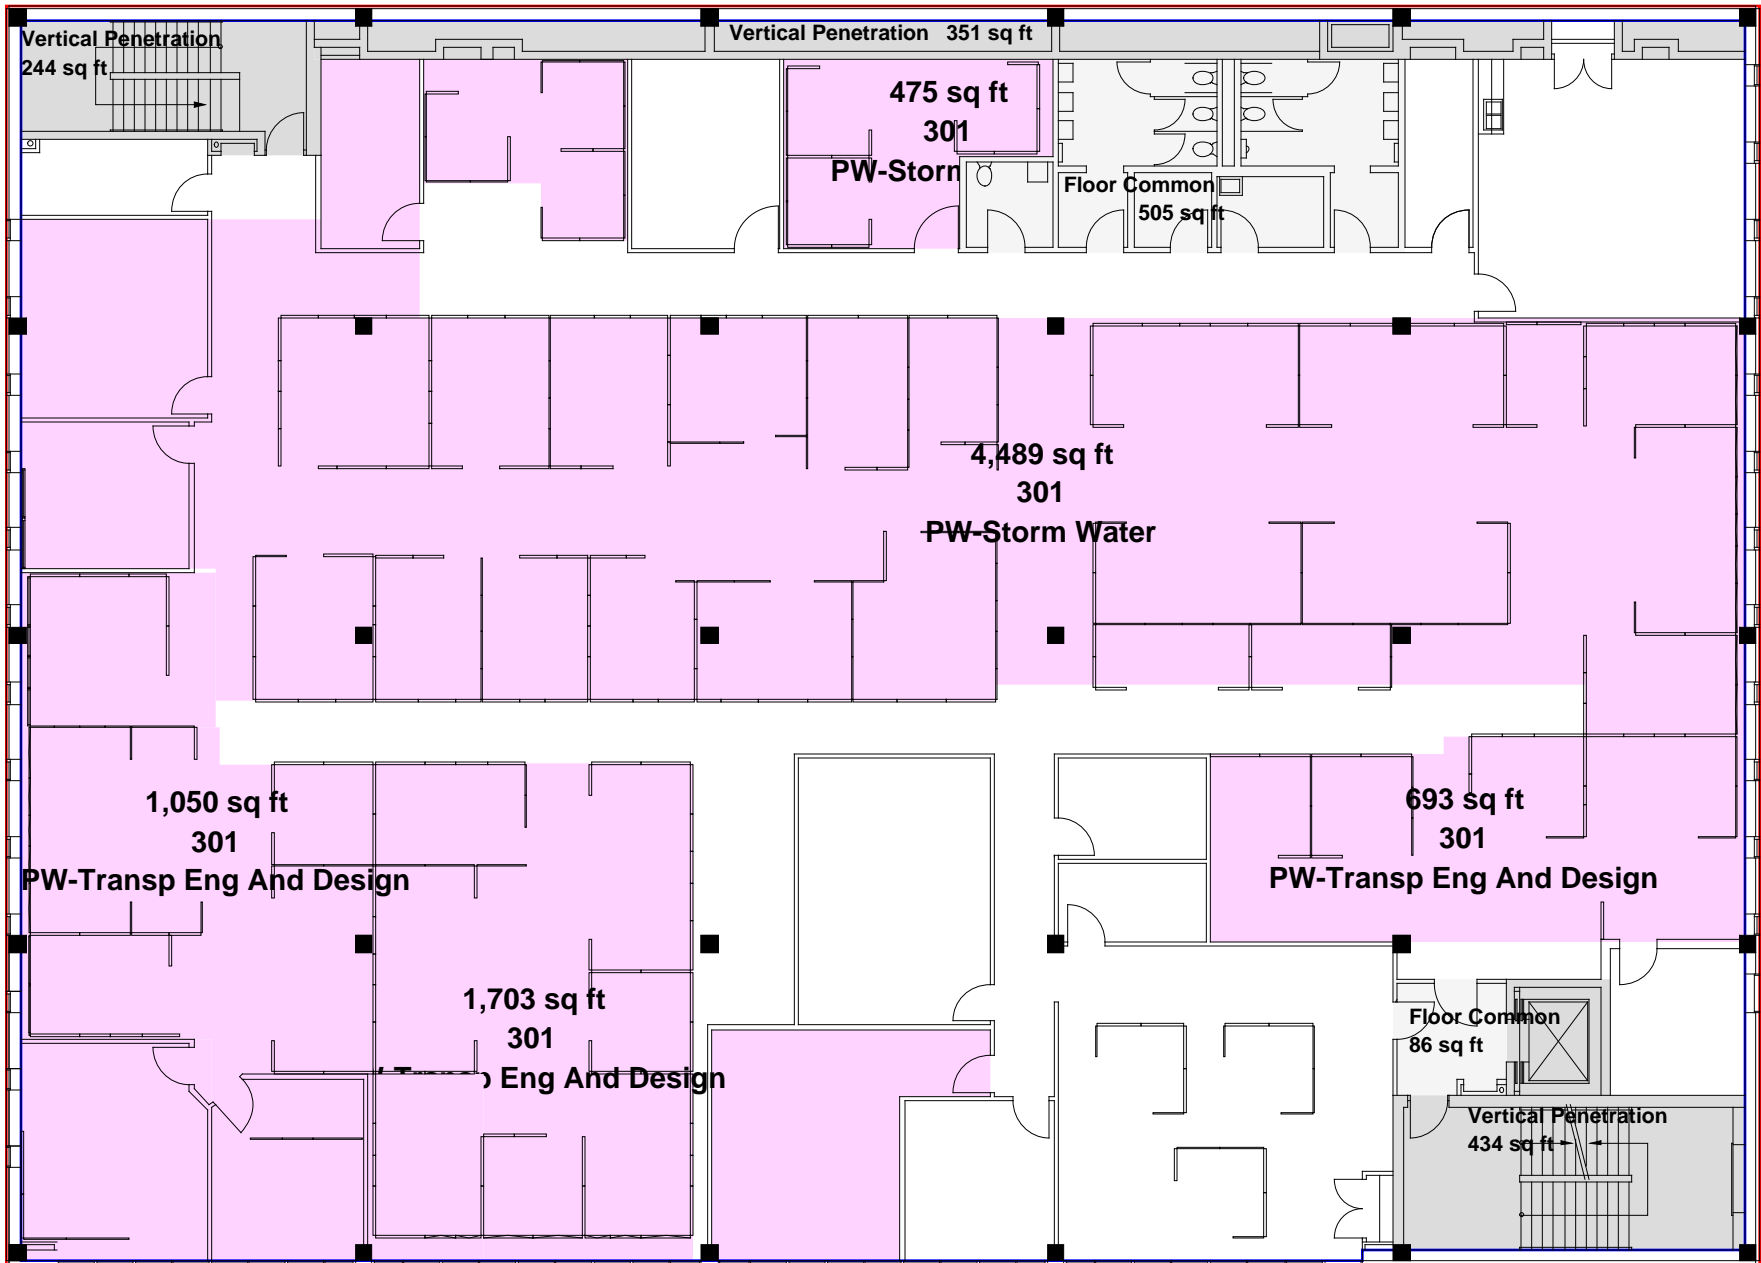 Vertical Penetration
244 sq ft
Vertical Penetration 351 sq ft
475 sq ft
301
PW-Storm
Floor Common
505 sq ft
4,489 sq ft
301
PW-Storm Water
1,050 sq ft
301
PW-Transp Eng And Design
693 sq ft
301
PW-Transp Eng And Design
1,703 sq ft
301
Eng And Design
Floor Common
86 sq ft
Vertical Penetration
434 sq ft